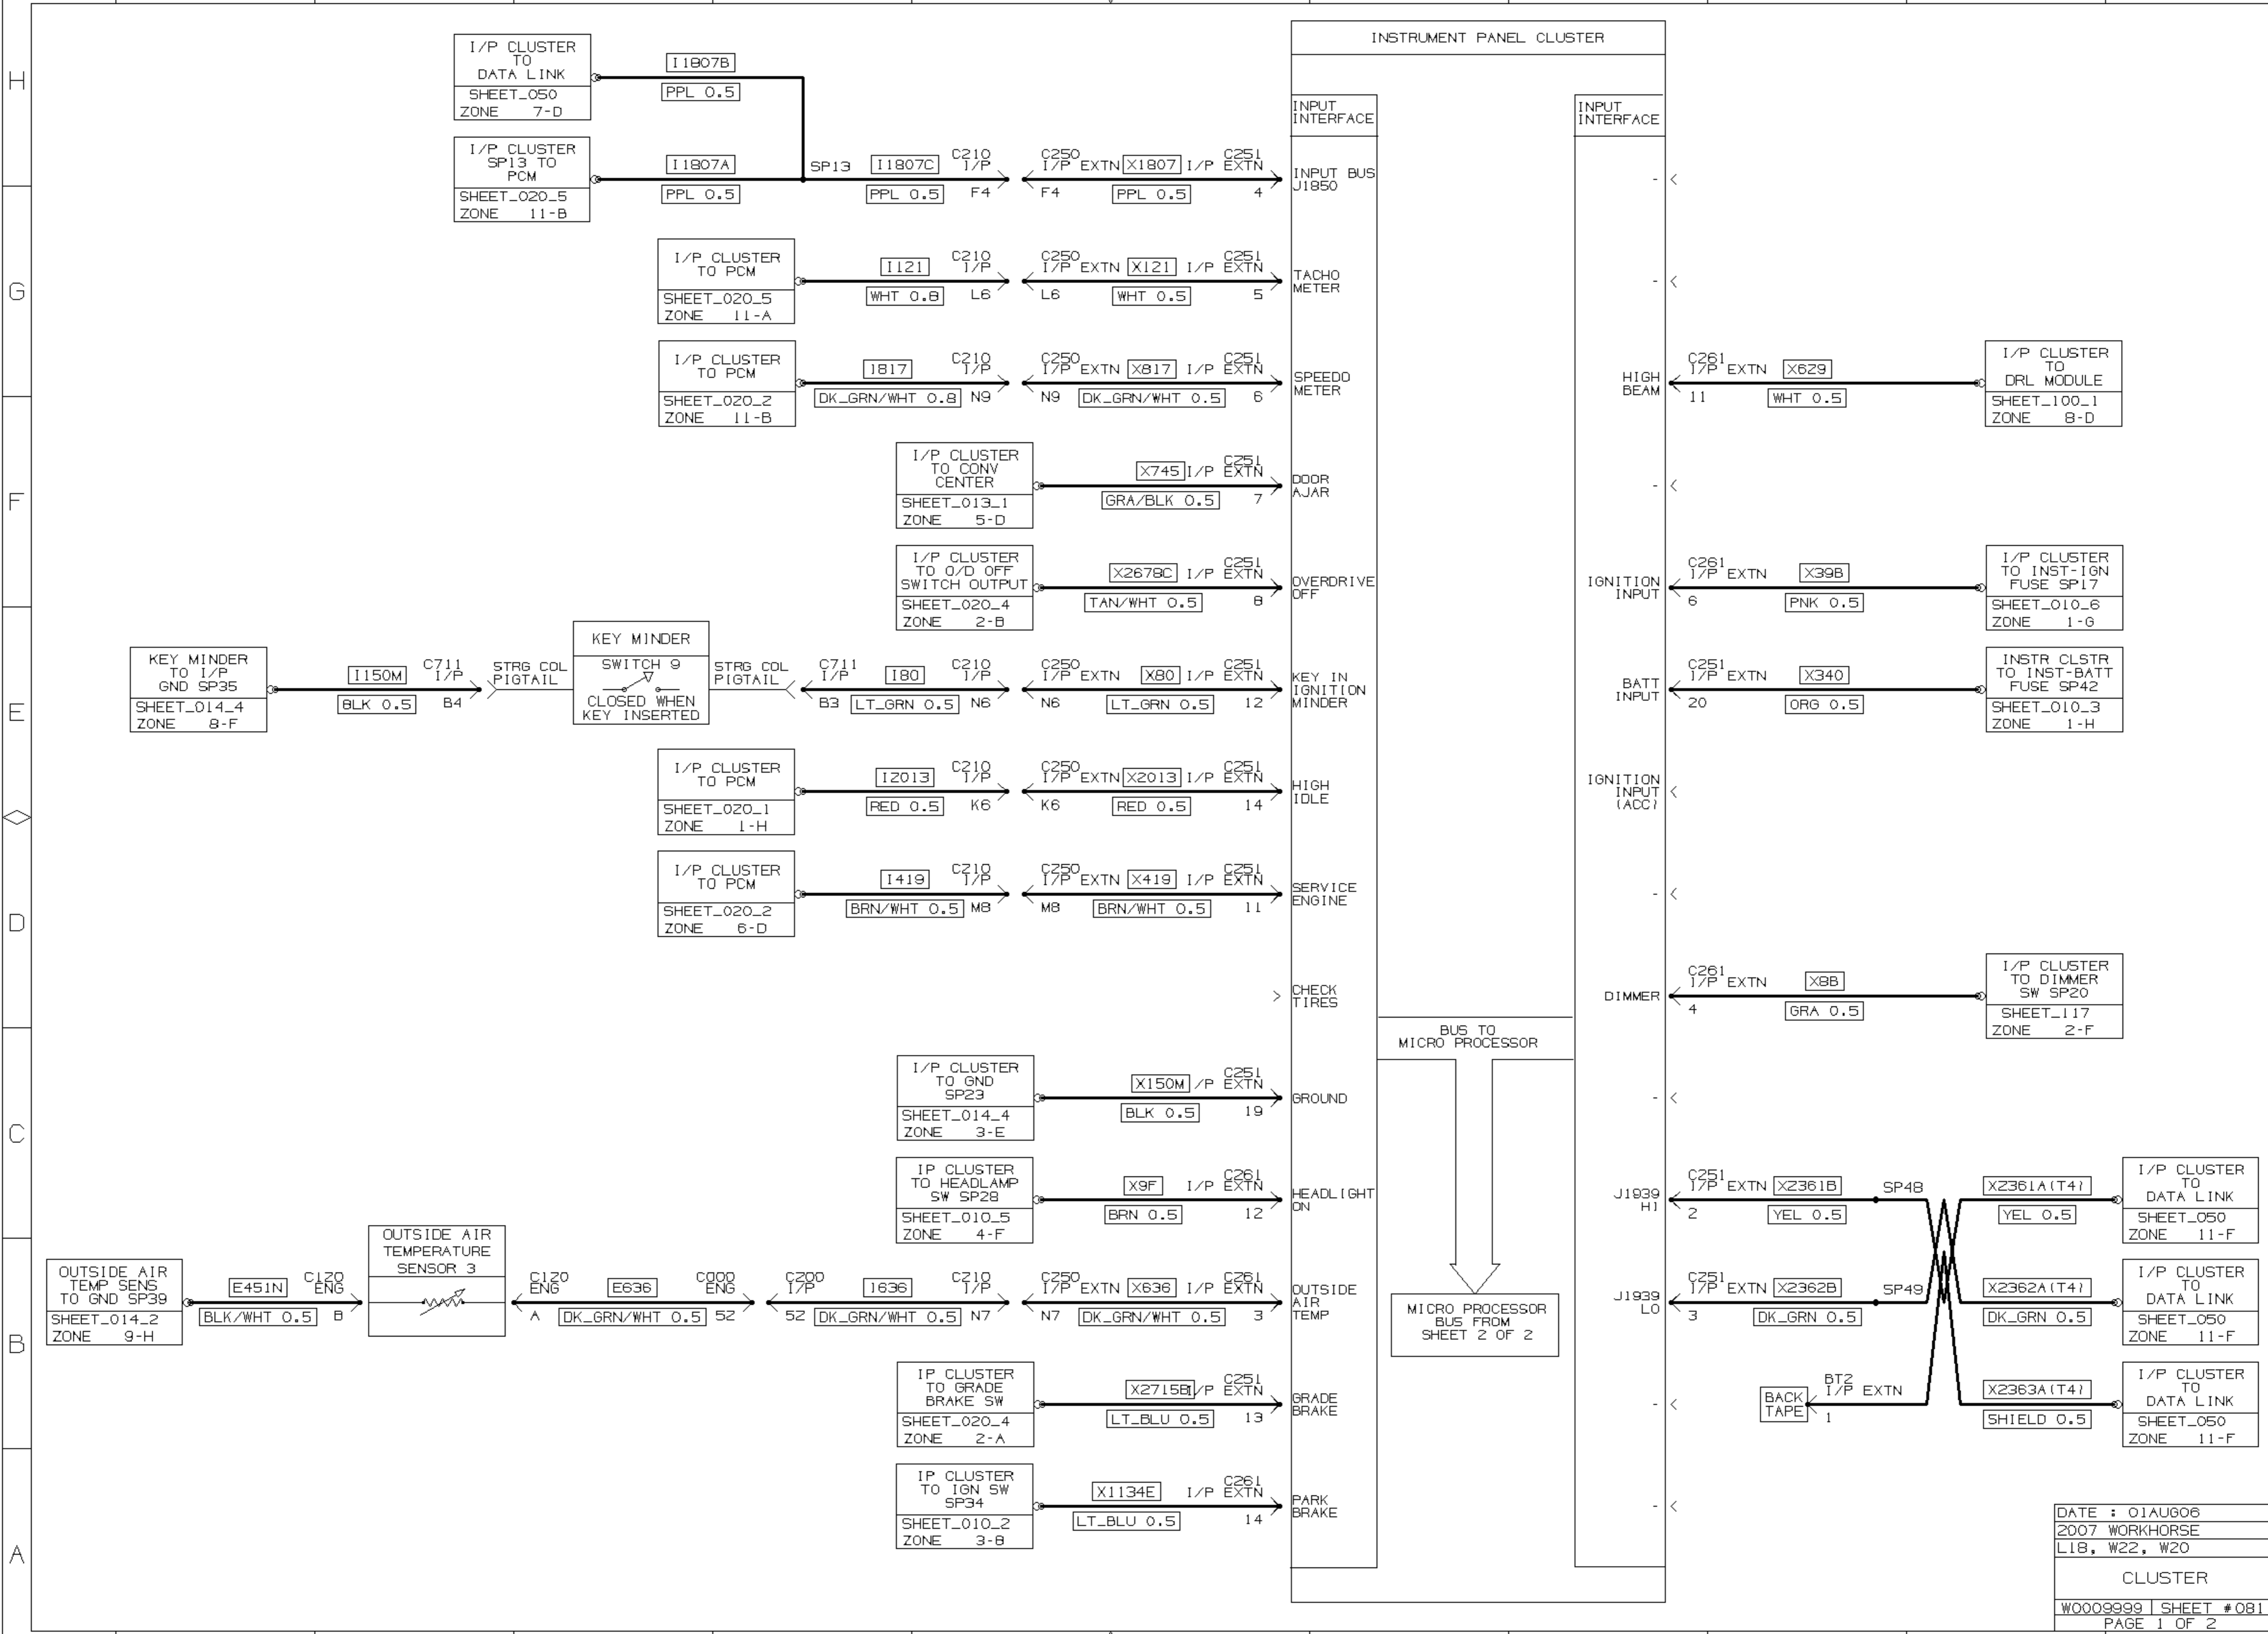 INSTRUMENT PANEL CLUSTER
INPUT
INTERFACE
INPUT
INTERFACE
H
G
F
E
D
C
B
A
I/P CLUSTER
TO
DATA LINK
SHEET_050
ZONE 7-D
I1807B
PPL 0.5
I/P CLUSTER
SP13 TO
PCM
SHEET_020_5
ZONE 11-B
I1807A
PPL 0.5
SP13
I1807C
PPL 0.5
C210
I/P
F4
C250
I/P EXTN
F4
X1807
PPL 0.5
C251
I/P EXTN
4
INPUT BUS
J1850
I/P CLUSTER
TO PCM
SHEET_020_5
ZONE 11-A
I121
WHT 0.8
C210
I/P
L6
C250
I/P EXTN
L6
X121
WHT 0.5
C251
I/P EXTN
5
TACHO
METER
I/P CLUSTER
TO PCM
SHEET_020_2
ZONE 11-B
I817
DK_GRN/WHT 0.8
C210
I/P
N9
C250
I/P EXTN
N9
X817
DK_GRN/WHT 0.5
C251
I/P EXTN
6
SPEEDO
METER
I/P CLUSTER
TO CONV
CENTER
SHEET_013_1
ZONE 5-D
X745
GRA/BLK 0.5
C251
I/P EXTN
7
DOOR
AJAR
I/P CLUSTER
TO O/D OFF
SWITCH OUTPUT
SHEET_020_4
ZONE 2-B
X2678C
TAN/WHT 0.5
C251
I/P EXTN
8
OVERDRIVE
OFF
KEY MINDER
TO I/P
GND SP35
SHEET_014_4
ZONE 8-F
I150M
BLK 0.5
C711
I/P
B4
STRG COL
PIGTAIL
KEY MINDER
SWITCH 9
CLOSED WHEN
KEY INSERTED
STRG COL
PIGTAIL
C711
I/P
B3
I80
LT_GRN 0.5
C210
I/P
N6
C250
I/P EXTN
N6
X80
LT_GRN 0.5
C251
I/P EXTN
12
KEY IN
IGNITION
MINDER
I/P CLUSTER
TO PCM
SHEET_020_1
ZONE 1-H
I2013
RED 0.5
C210
I/P
K6
C250
I/P EXTN
K6
X2013
RED 0.5
C251
I/P EXTN
14
HIGH
IDLE
I/P CLUSTER
TO PCM
SHEET_020_2
ZONE 6-D
I419
BRN/WHT 0.5
C210
I/P
M8
C250
I/P EXTN
M8
X419
BRN/WHT 0.5
C251
I/P EXTN
11
SERVICE
ENGINE
CHECK
TIRES
I/P CLUSTER
TO GND
SP23
SHEET_014_4
ZONE 3-E
X150M
BLK 0.5
C251
/P EXTN
19
GROUND
IP CLUSTER
TO HEADLAMP
SW SP28
SHEET_010_5
ZONE 4-F
X9F
BRN 0.5
C261
I/P EXTN
12
HEADLIGHT
ON
OUTSIDE AIR
TEMP SENS
TO GND SP39
SHEET_014_2
ZONE 9-H
E451N
BLK/WHT 0.5
C120
ENG
B
OUTSIDE AIR
TEMPERATURE
SENSOR 3
C120
ENG
A
E636
DK_GRN/WHT 0.5
C000
ENG
52
C200
I/P
52
I636
DK_GRN/WHT 0.5
C210
I/P
N7
C250
I/P EXTN
N7
X636
DK_GRN/WHT 0.5
C261
I/P EXTN
3
OUTSIDE
AIR
TEMP
IP CLUSTER
TO GRADE
BRAKE SW
SHEET_020_4
ZONE 2-A
X2715B
LT_BLU 0.5
C251
I/P EXTN
13
GRADE
BRAKE
IP CLUSTER
TO IGN SW
SP34
SHEET_010_2
ZONE 3-B
X1134E
LT_BLU 0.5
C261
I/P EXTN
14
PARK
BRAKE
BUS TO
MICRO PROCESSOR
MICRO PROCESSOR
BUS FROM
SHEET 2 OF 2
-
-
HIGH
BEAM
C261
I/P EXTN
11
X629
WHT 0.5
I/P CLUSTER
TO
DRL MODULE
SHEET_100_1
ZONE 8-D
-
IGNITION
INPUT
C261
I/P EXTN
6
X39B
PNK 0.5
I/P CLUSTER
TO INST-IGN
FUSE SP17
SHEET_010_6
ZONE 1-G
BATT
INPUT
C251
I/P EXTN
20
X340
ORG 0.5
INSTR CLSTR
TO INST-BATT
FUSE SP42
SHEET_010_3
ZONE 1-H
IGNITION
INPUT
(ACC)
-
DIMMER
C261
I/P EXTN
4
X8B
GRA 0.5
I/P CLUSTER
TO DIMMER
SW SP20
SHEET_117
ZONE 2-F
-
J1939
HI
C251
I/P EXTN
2
X2361B
YEL 0.5
SP48
X2361A(T4)
YEL 0.5
I/P CLUSTER
TO
DATA LINK
SHEET_050
ZONE 11-F
J1939
LO
C251
I/P EXTN
3
X2362B
DK_GRN 0.5
SP49
X2362A(T4)
DK_GRN 0.5
I/P CLUSTER
TO
DATA LINK
SHEET_050
ZONE 11-F
-
BACK
TAPE
BT2
I/P EXTN
1
X2363A(T4)
SHIELD 0.5
I/P CLUSTER
TO
DATA LINK
SHEET_050
ZONE 11-F
-
DATE : 01AUG06
2007 WORKHORSE
L18, W22, W20
CLUSTER
W0009999 SHEET #081
PAGE 1 OF 2